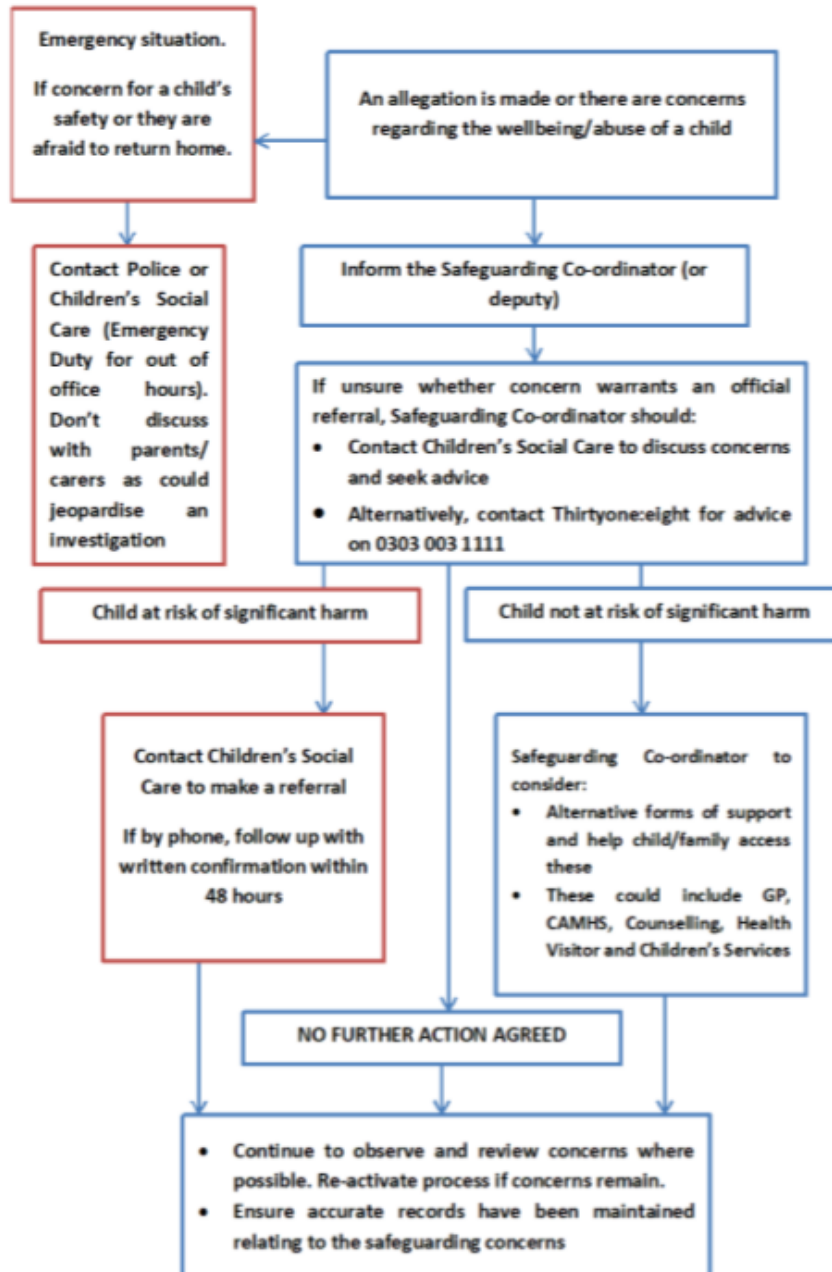 Emergency situation.
If concern for a child's
safety or they are
afraid to return home.
An allegation is made or there are concerns
regarding the wellbeing/abuse of a child
Contact Police or
Children's Social
Care (Emergency
Duty for out of
office hours).
Don't discuss
with parents/
carers as could
jeopardise an
investigation
Inform the Safeguarding Co-ordinator (or
deputy)
If unsure whether concern warrants an official
referral, Safeguarding Co-ordinator should:
• Contact Children's Social Care to discuss concerns
and seek advice
• Alternatively, contact Thirtyone:eight for advice
on 0303 003 1111
Child at risk of significant harm
Child not at risk of significant harm
Contact Children's Social
Care to make a referral
If by phone, follow up with
written confirmation within
48 hours
Safeguarding Co-ordinator to
consider:
• Alternative forms of support
and help child/family access
these
• These could include GP,
CAMHS, Counselling, Health
Visitor and Children's Services
NO FURTHER ACTION AGREED
• Continue to observe and review concerns where
possible. Re-activate process if concerns remain.
• Ensure accurate records have been maintained
relating to the safeguarding concerns